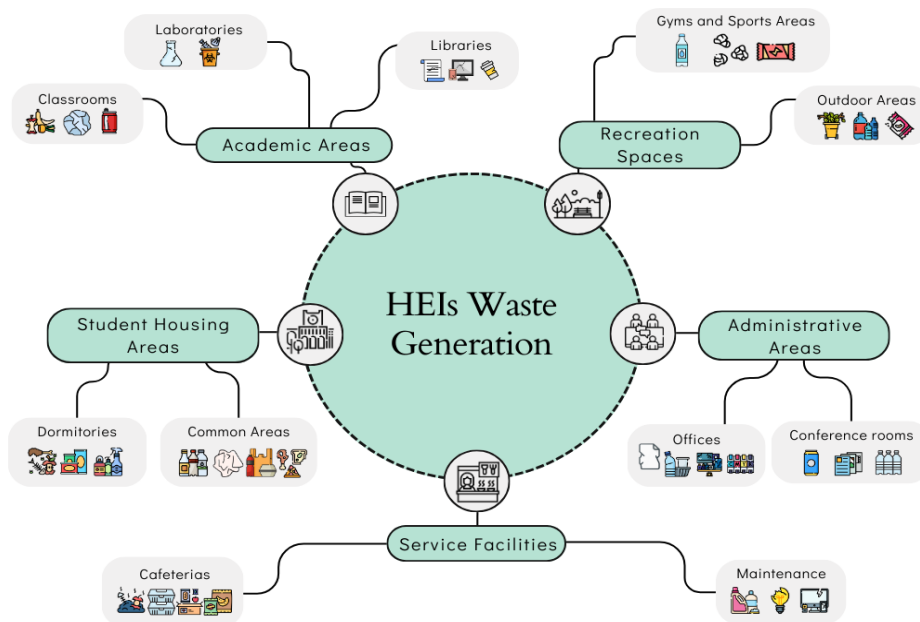 Gyms and Sports Areas
Laboratories
Libraries
Classrooms
Outdoor Areas
Academic Areas
Recreation
Spaces
HEIs Waste
Generation
Student Housing
Areas
Administrative
Areas
Dormitories
Common Areas
Offices
Conference rooms
Service Facilities
Cafeterias
Maintenance